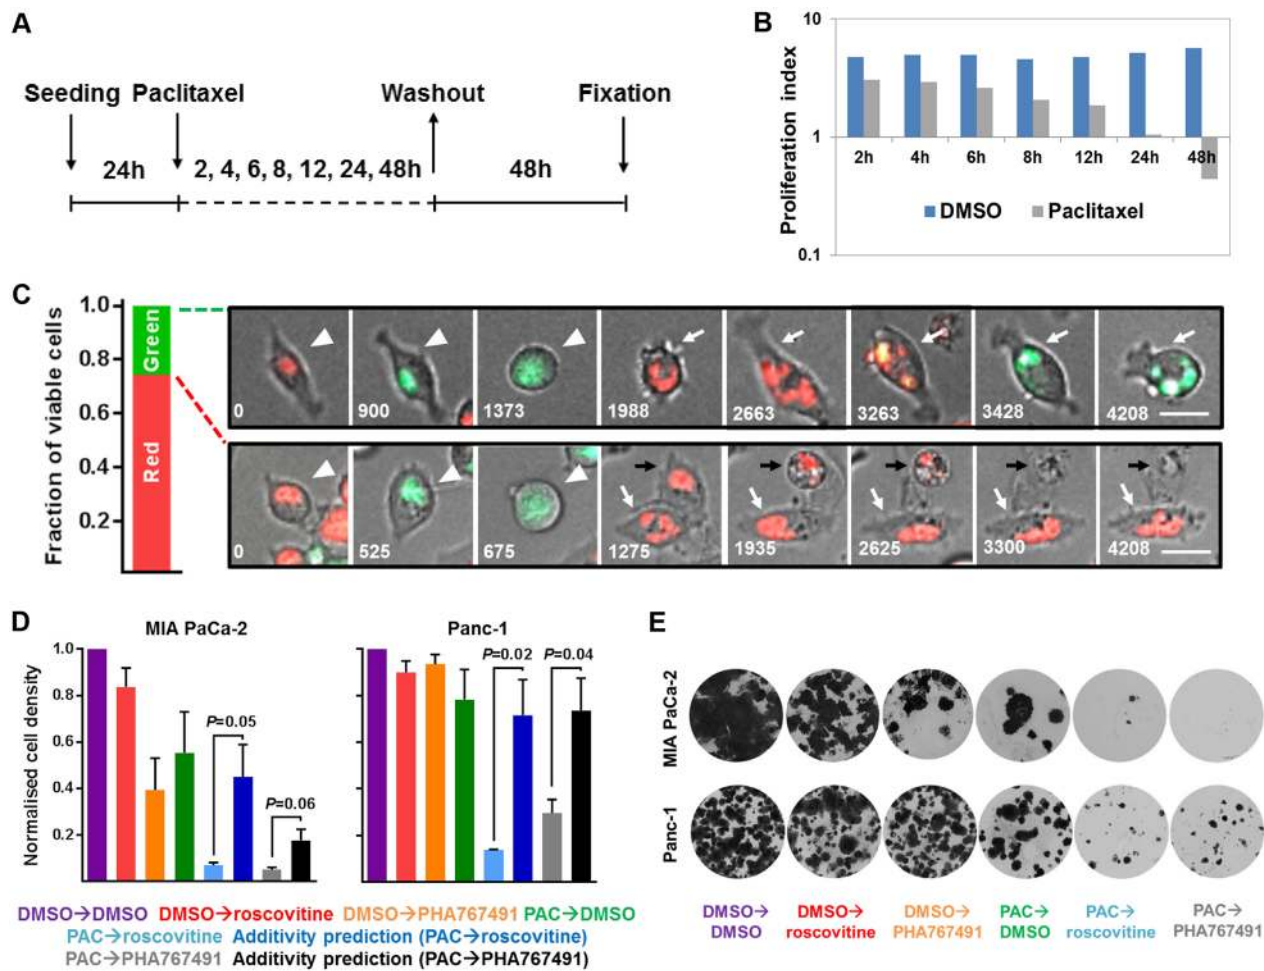 A
Seeding Paclitaxel Washout Fixation
24h 2, 4, 6, 8, 12, 24, 48h 48h
B
Proliferation index
10
1
0.1
2h 4h 6h 8h 12h 24h 48h
DMSO Paclitaxel
C
Fraction of viable cells
1.0
0.8
0.6
0.4
0.2
Green
Red
0 900 1373 1988 2663 3263 3428 4208
0 525 675 1275 1935 2625 3300 4208
D
MIA PaCa-2
Panc-1
Normalised cell density
1.0
0.8
0.6
0.4
0.2
P=0.05
P=0.06
P=0.02
P=0.04
DMSO→DMSO DMSO→roscovitine DMSO→PHA767491 PAC→DMSO
PAC→roscovitine Additivity prediction (PAC→roscovitine)
PAC→PHA767491 Additivity prediction (PAC→PHA767491)
E
MIA PaCa-2
Panc-1
DMSO→ DMSO→ DMSO→ PAC→ PAC→ PAC→
DMSO roscovitine PHA767491 DMSO roscovitine PHA767491